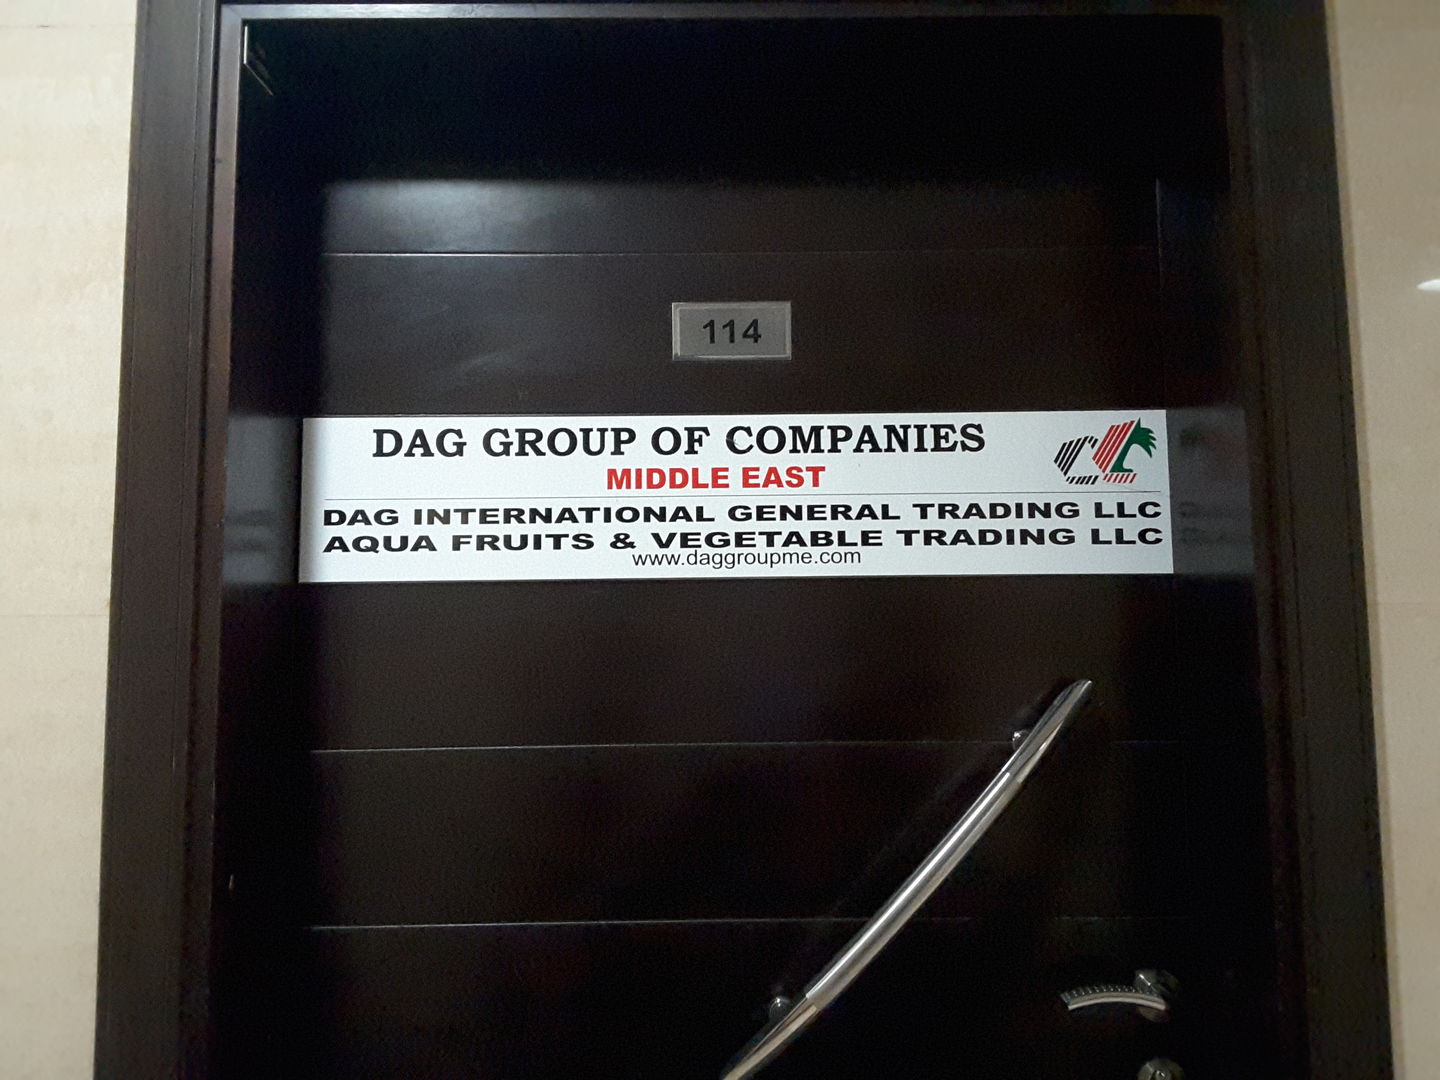 114
DAG GROUP OF COMPANIES
MIDDLE EAST
DAG INTERNATIONAL GENERAL TRADING LLC
AQUA FRUITS & VEGETABLE TRADING LLC
www.daggroupme.com